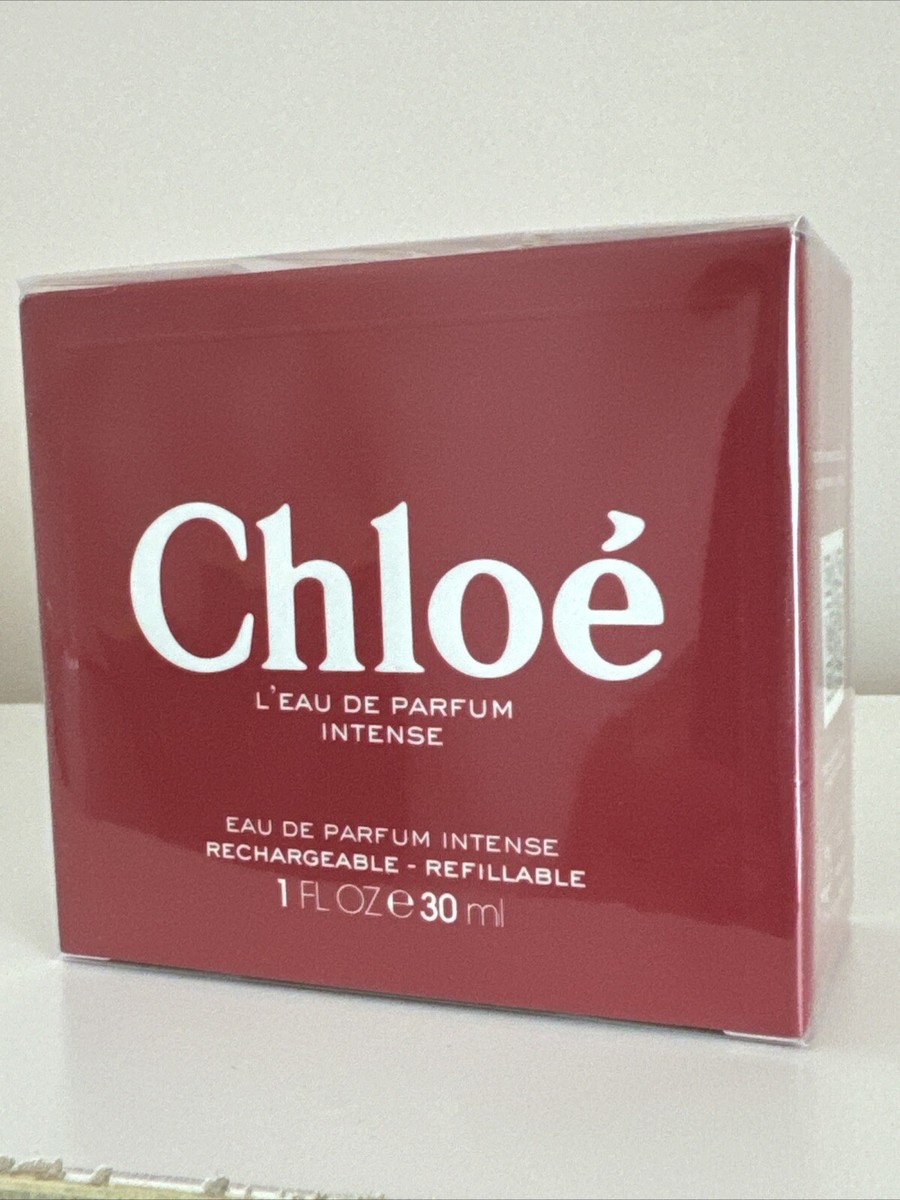 Chloé
L'EAU DE PARFUM
INTENSE
EAU DE PARFUM INTENSE
RECHARGEABLE - REFILLABLE
1 FL OZ e 30 ml